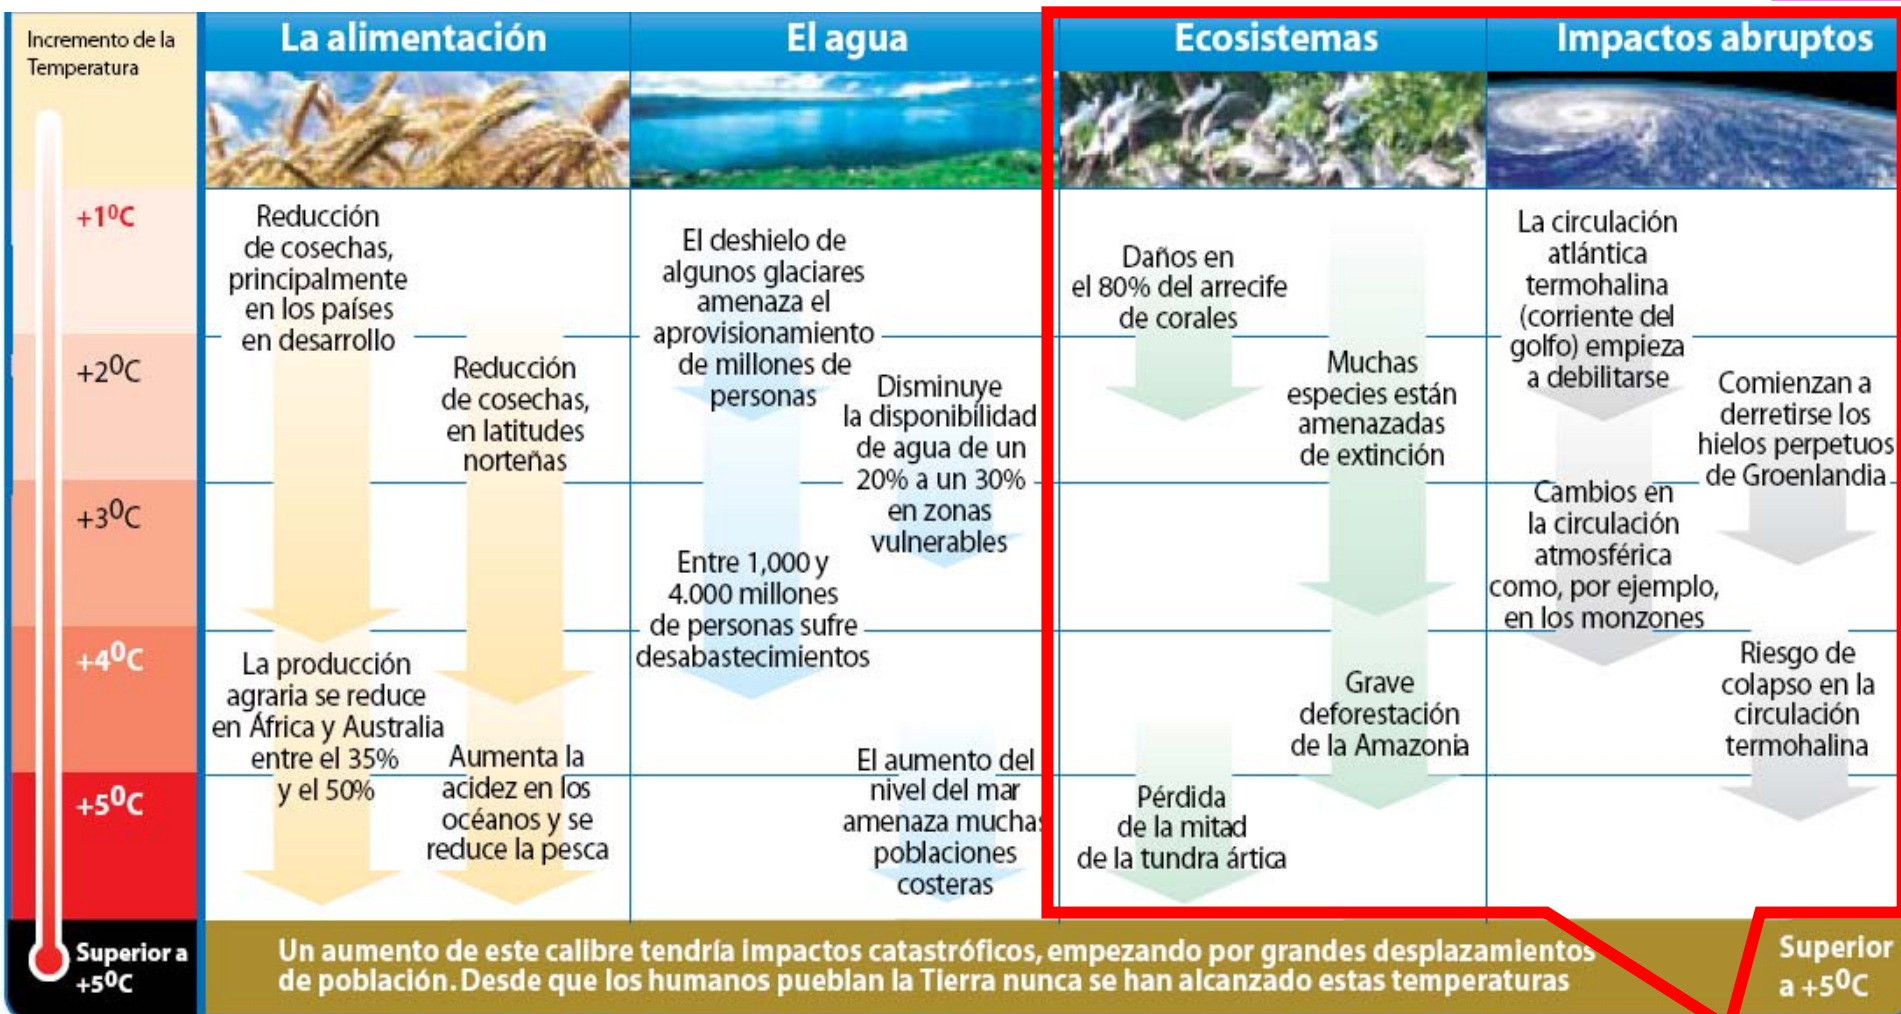 Incremento de la
Temperatura
La alimentación
El agua
Ecosistemas
Impactos abruptos
+1⁰C
+2⁰C
+3⁰C
+4⁰C
+5⁰C
Superior a
+5⁰C
Reducción
de cosechas,
principalmente
en los países
en desarrollo
Reducción
de cosechas,
en latitudes
norteñas
La producción
agraria se reduce
en África y Australia
entre el 35%
y el 50%
Aumenta la
acidez en los
océanos y se
reduce la pesca
El deshielo de
algunos glaciares
amenaza el
aprovisionamiento
de millones de
personas
Disminuye
la disponibilidad
de agua de un
20% a un 30%
en zonas
vulnerables
Entre 1,000 y
4.000 millones
de personas sufre
desabastecimientos
El aumento del
nivel del mar
amenaza muchas
poblaciones
costeras
Daños en
el 80% del arrecife
de corales
Muchas
especies están
amenazadas
de extinción
Grave
deforestación
de la Amazonia
Pérdida
de la mitad
de la tundra ártica
La circulación
atlántica
termohalina
(corriente del
golfo) empieza
a debilitarse
Comienzan a
derretirse los
hielos perpetuos
de Groenlandia
Cambios en
la circulación
atmosférica
como, por ejemplo,
en los monzones
Riesgo de
colapso en la
circulación
termohalina
Un aumento de este calibre tendría impactos catastróficos, empezando por grandes desplazamientos
de población. Desde que los humanos pueblan la Tierra nunca se han alcanzado estas temperaturas
Superior
a +5⁰C